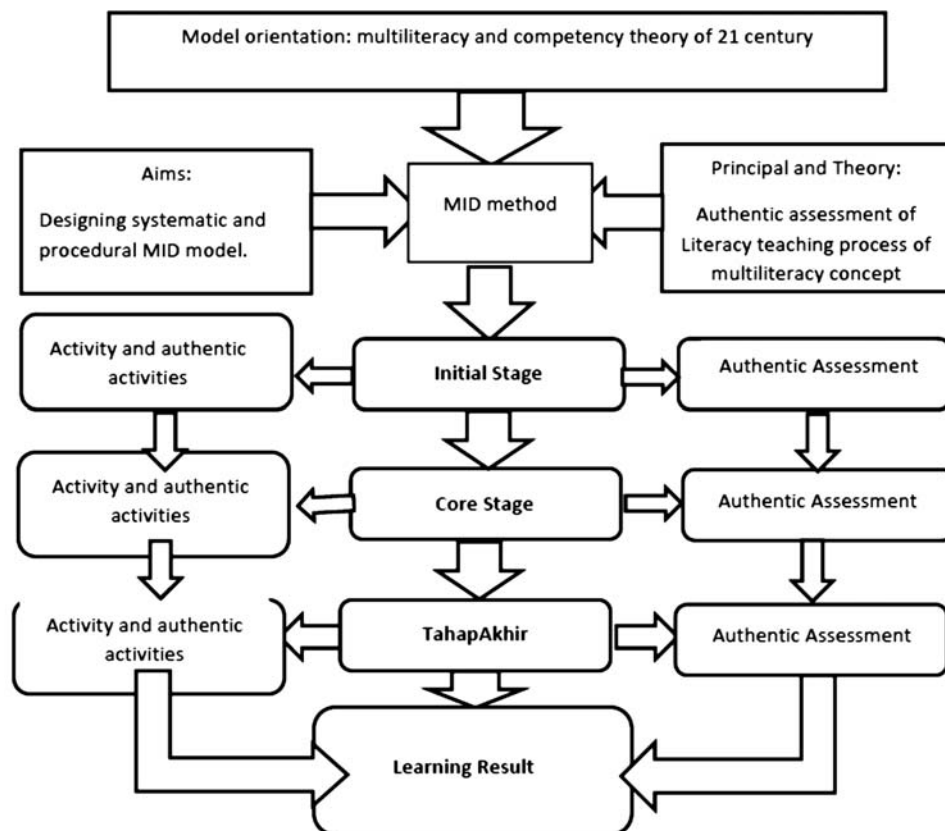 Model orientation: multiliteracy and competency theory of 21 century
Aims:
Designing systematic and
procedural MID model.
MID method
Principal and Theory:
Authentic assessment of
Literacy teaching process of
multiliteracy concept
Activity and authentic
activities
Initial Stage
Authentic Assessment
Activity and authentic
activities
Core Stage
Authentic Assessment
Activity and authentic
activities
TahapAkhir
Authentic Assessment
Learning Result